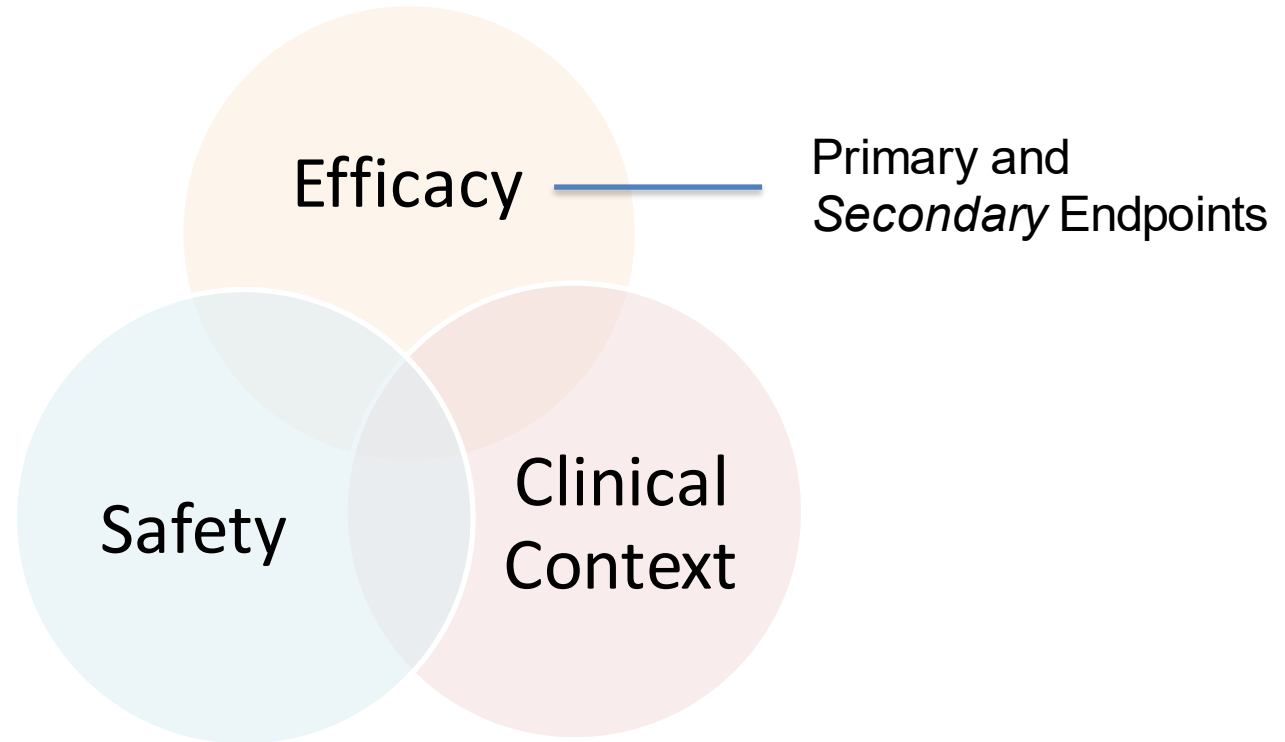 Efficacy
Primary and
Secondary Endpoints
Safety
Clinical
Context